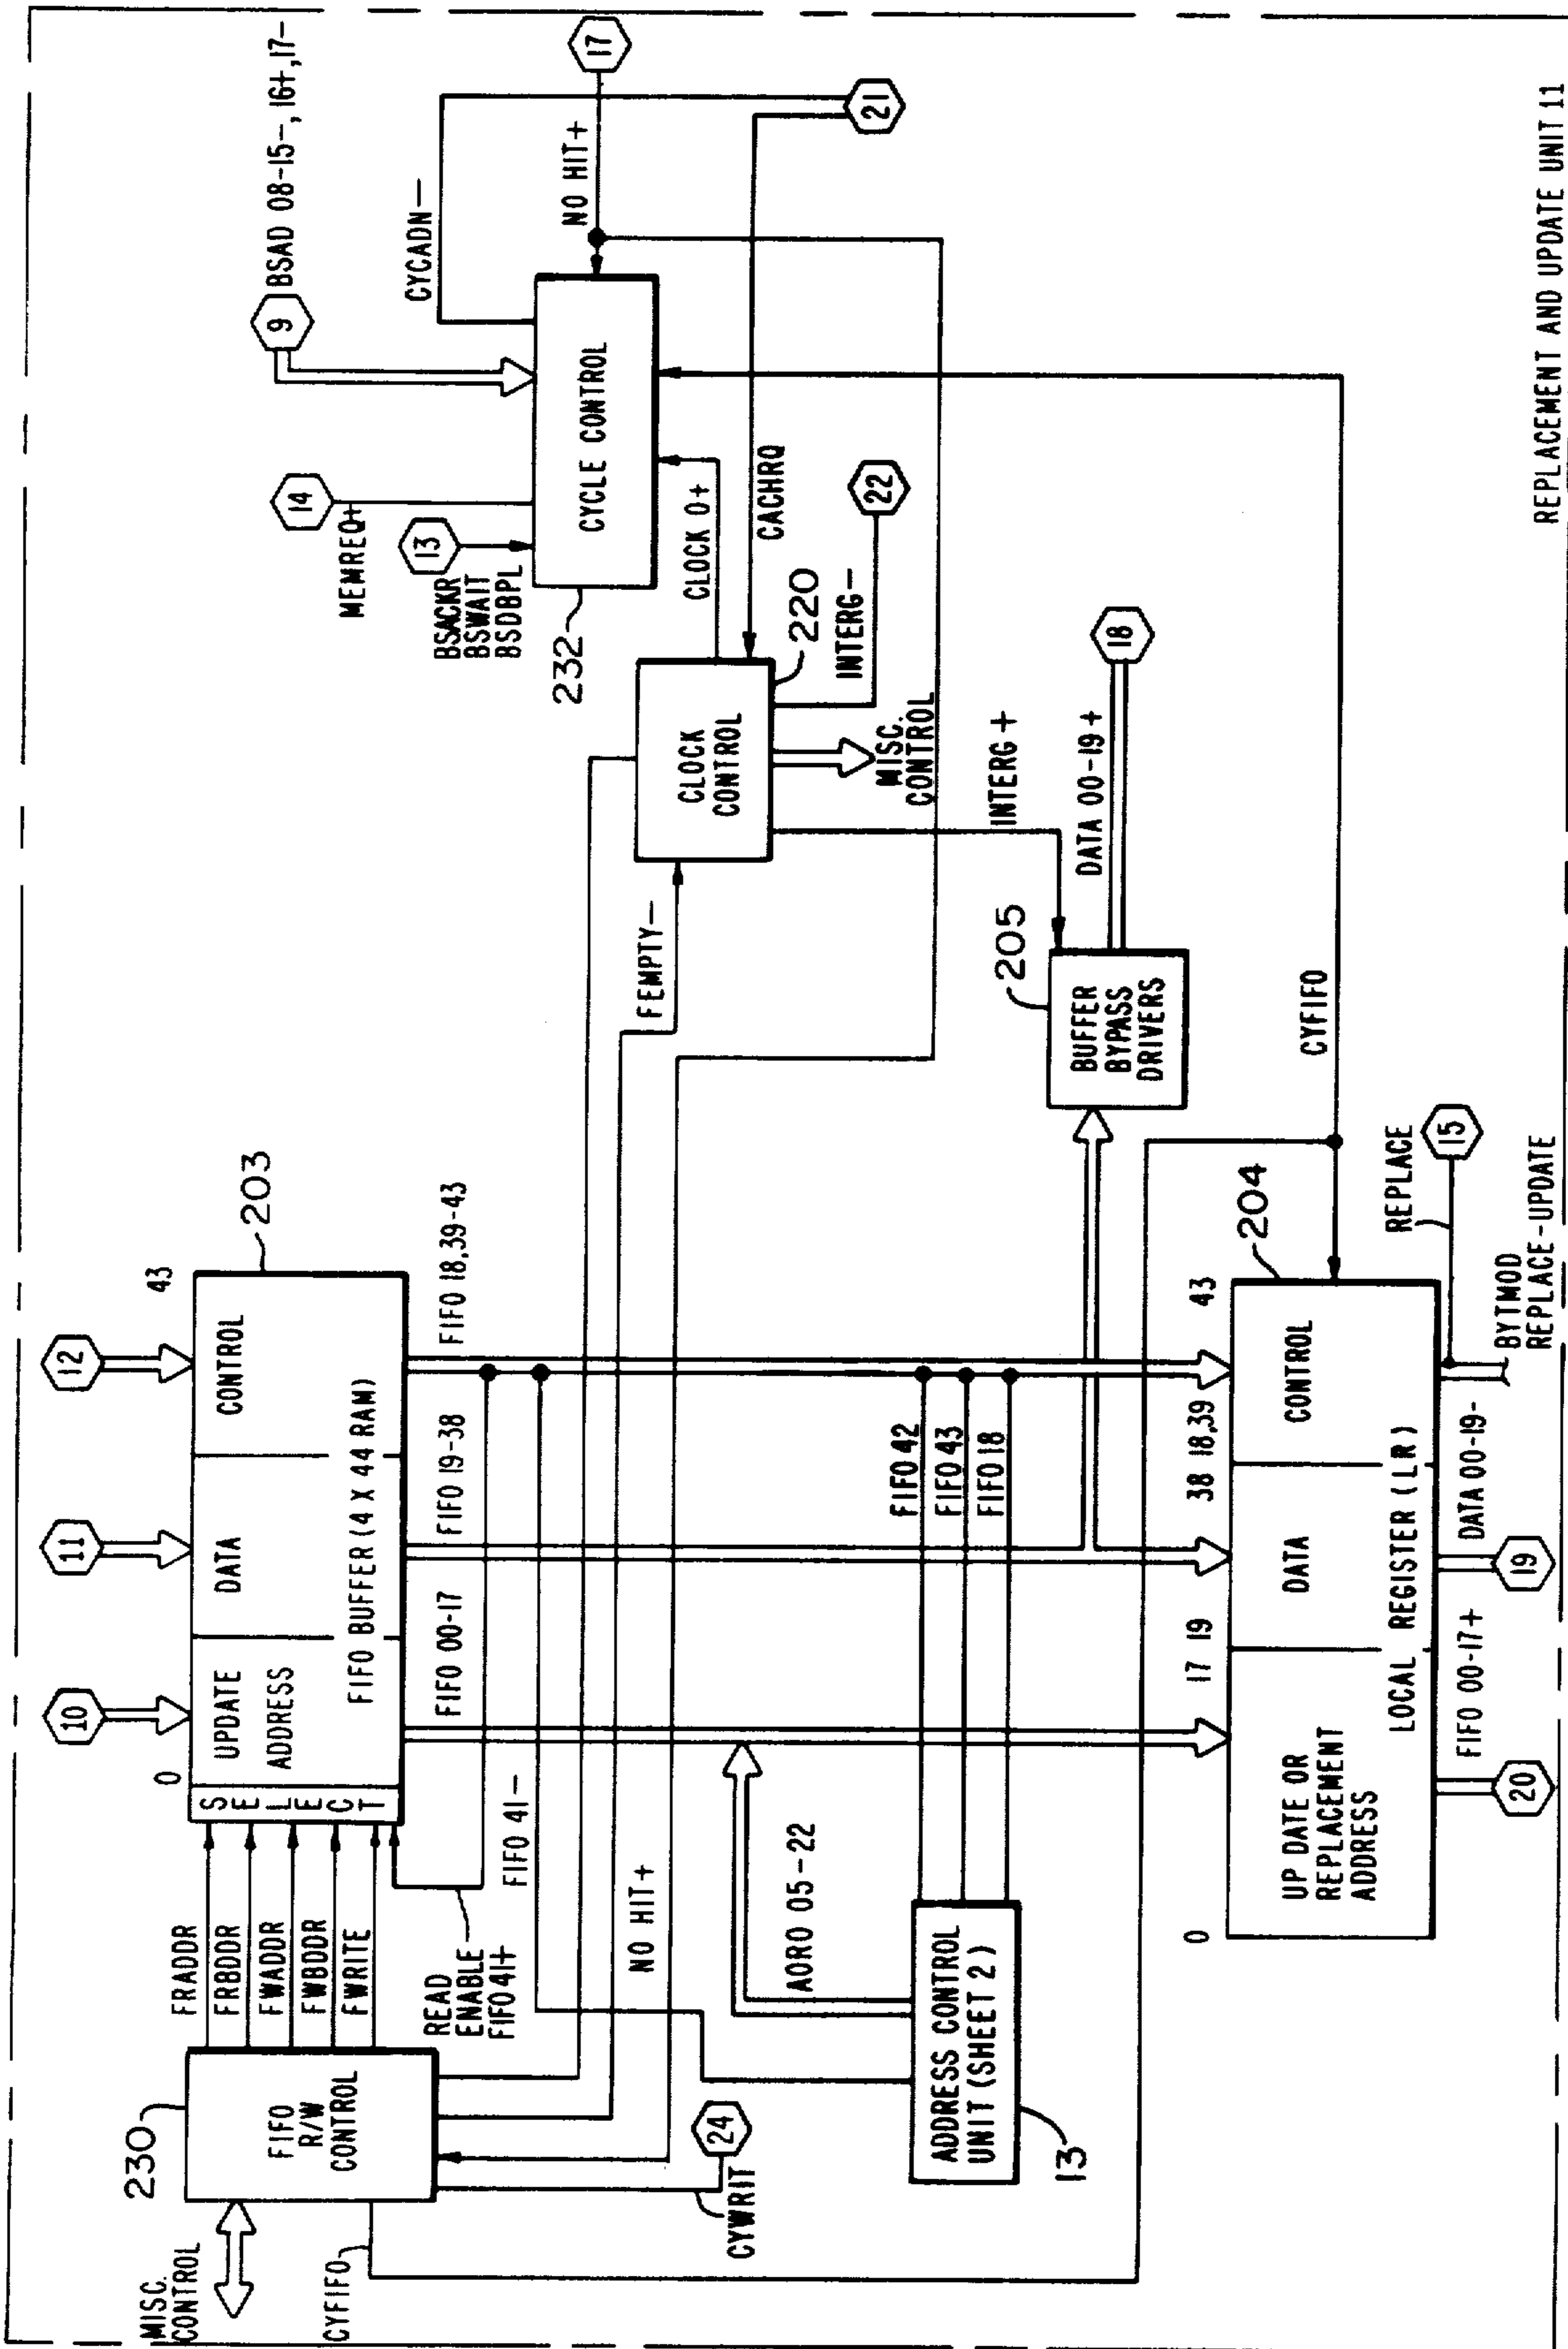 MISC.
CONTROL
230
FIFO
R/W
CONTROL
CYFIFO
CYWRIT
24
FRADDR
FRBDDR
FWADDR
FWBDDR
FWRITE
READ
ENABLE
FIFO 41+
NO HIT+
FIFO 41-
10
11
12
0
43
SELECT
UPDATE
ADDRESS
DATA
CONTROL
FIFO BUFFER (4 X 44 RAM)
203
FIFO 00-17
FIFO 19-38
FIFO 18,39-43
ADDRESS CONTROL
UNIT (SHEET 2)
13
AORO 05-22
FIFO 42
FIFO 43
FIFO 18
0
17 19
38 18,39
43
UP DATE OR
REPLACEMENT
ADDRESS
DATA
CONTROL
LOCAL REGISTER (LR)
204
FIFO 00-17+
20
DATA 00-19-
19
BYTMOD
REPLACE-UPDATE
REPLACE
15
FEMPTY-
CLOCK
CONTROL
220
MISC.
CONTROL
INTERG-
22
INTERG+
205
BUFFER
BYPASS
DRIVERS
DATA 00-19+
18
CYFIFO
CLOCK 0+
CACHRQ
CYCLE CONTROL
232
MEMREQ+
14
13
BSACKR
BSWAIT
BSDBPL
9
BSAD 08-15-, 16+, 17-
CYCADN-
NO HIT+
17
21
REPLACEMENT AND UPDATE UNIT 11